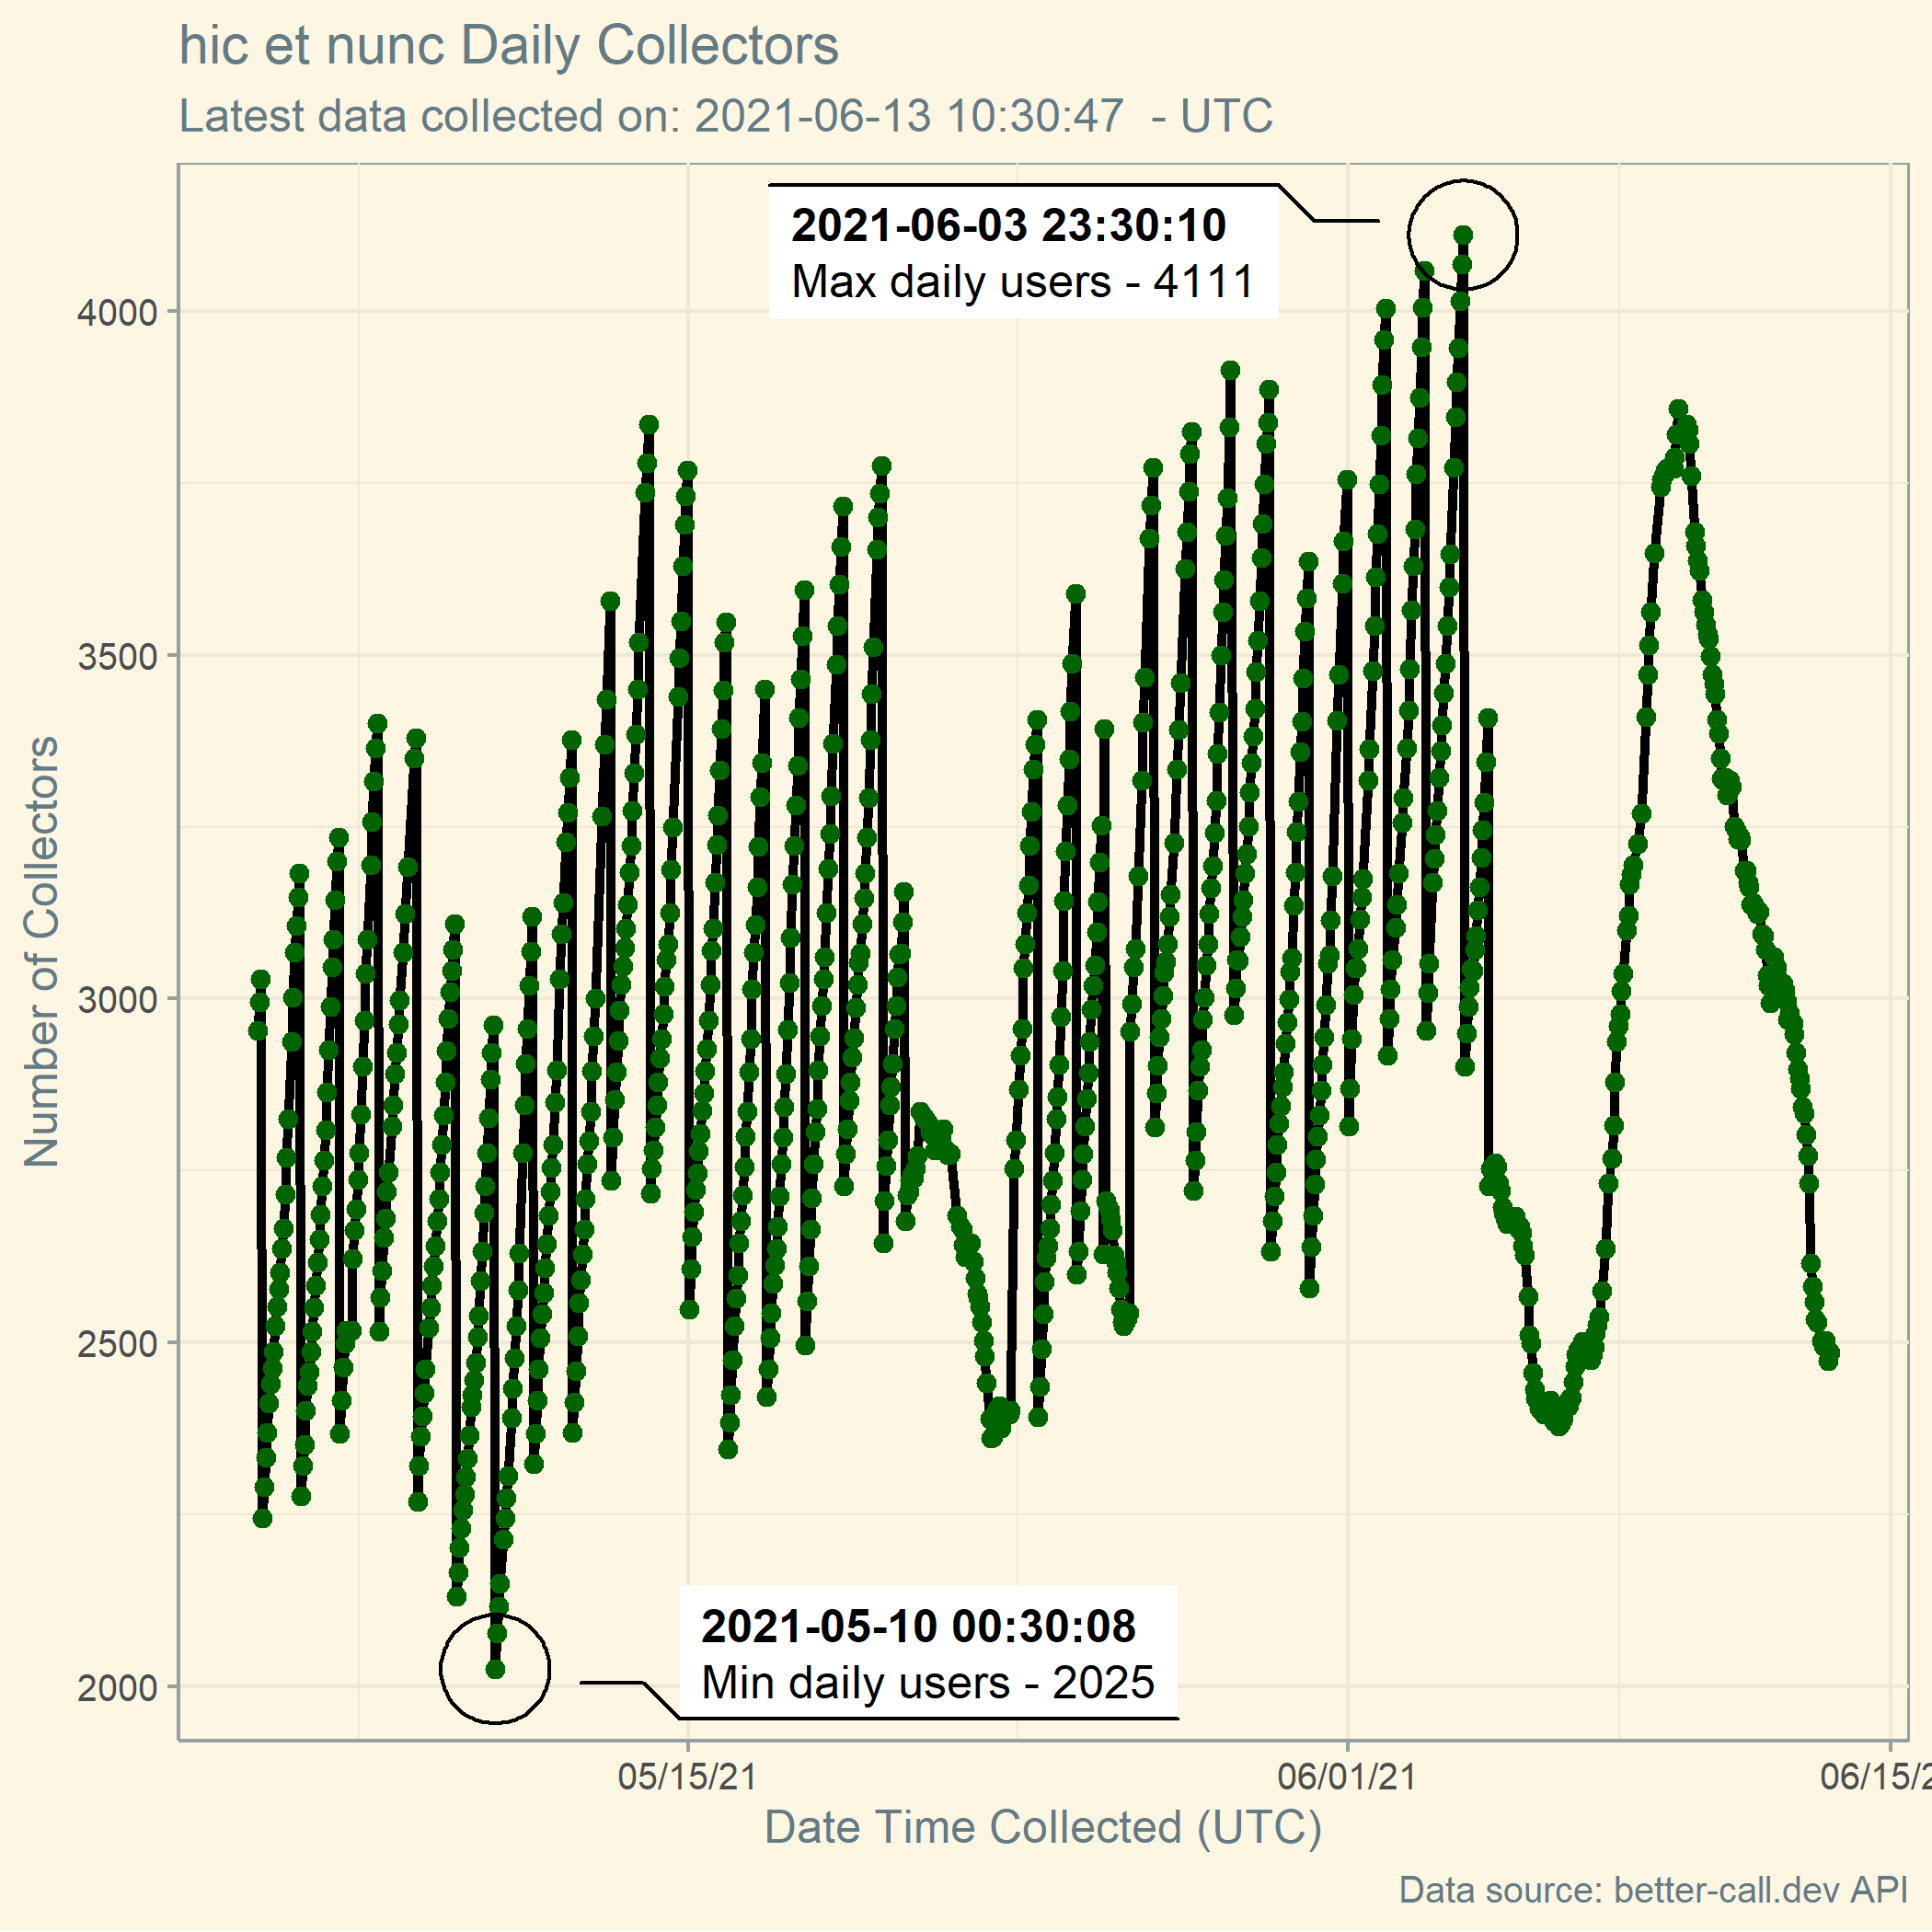 hic et nunc Daily Collectors
Latest data collected on: 2021-06-13 10:30:47  - UTC
2021-06-03 23:30:10
Max daily users - 4111
4000
3500
3000
2500
2000
Number of Collectors
2021-05-10 00:30:08
Min daily users - 2025
05/15/21
06/01/21
06/15/2
Date Time Collected (UTC)
Data source: better-call.dev API